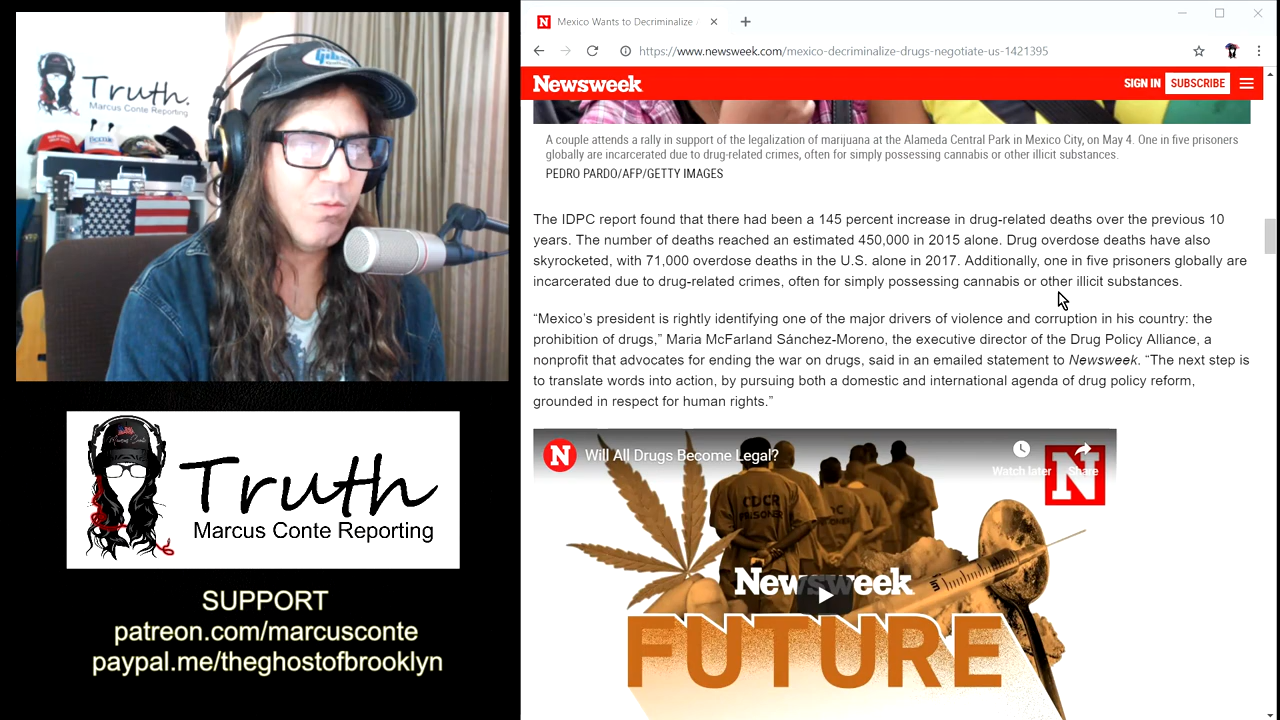 Gibson
Truth.
Marcus Conte Reporting
Truth
Marcus Conte Reporting
SUPPORT
patreon.com/marcusconte
paypal.me/theghostofbrooklyn
Mexico Wants to Decriminalize
https://www.newsweek.com/mexico-decriminalize-drugs-negotiate-us-1421395
Newsweek
SIGN IN SUBSCRIBE
A couple attends a rally in support of the legalization of marijuana at the Alameda Central Park in Mexico City, on May 4. One in five prisoners
globally are incarcerated due to drug-related crimes, often for simply possessing cannabis or other illicit substances.
PEDRO PARDO/AFP/GETTY IMAGES
The IDPC report found that there had been a 145 percent increase in drug-related deaths over the previous 10
years. The number of deaths reached an estimated 450,000 in 2015 alone. Drug overdose deaths have also
skyrocketed, with 71,000 overdose deaths in the U.S. alone in 2017. Additionally, one in five prisoners globally are
incarcerated due to drug-related crimes, often for simply possessing cannabis or other illicit substances.
“Mexico’s president is rightly identifying one of the major drivers of violence and corruption in his country: the
prohibition of drugs,” Maria McFarland Sánchez-Moreno, the executive director of the Drug Policy Alliance, a
nonprofit that advocates for ending the war on drugs, said in an emailed statement to Newsweek. “The next step is
to translate words into action, by pursuing both a domestic and international agenda of drug policy reform,
grounded in respect for human rights.”
N Will All Drugs Become Legal?
Watch later Share
N
CDCR
PRISONER
Newsweek
FUTURE